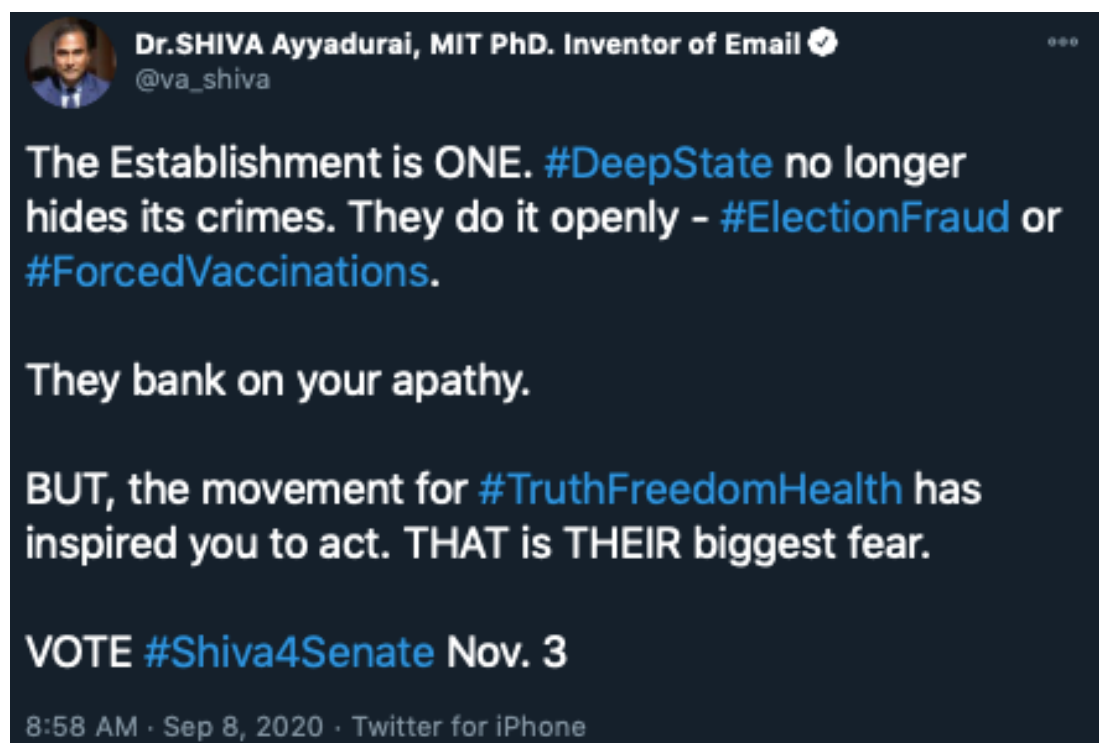 Dr.SHIVA Ayyadurai, MIT PhD. Inventor of Email
@va_shiva
The Establishment is ONE. #DeepState no longer
hides its crimes. They do it openly - #ElectionFraud or
#ForcedVaccinations.
They bank on your apathy.
BUT, the movement for #TruthFreedomHealth has
inspired you to act. THAT is THEIR biggest fear.
VOTE #Shiva4Senate Nov. 3
8:58 AM · Sep 8, 2020 · Twitter for iPhone